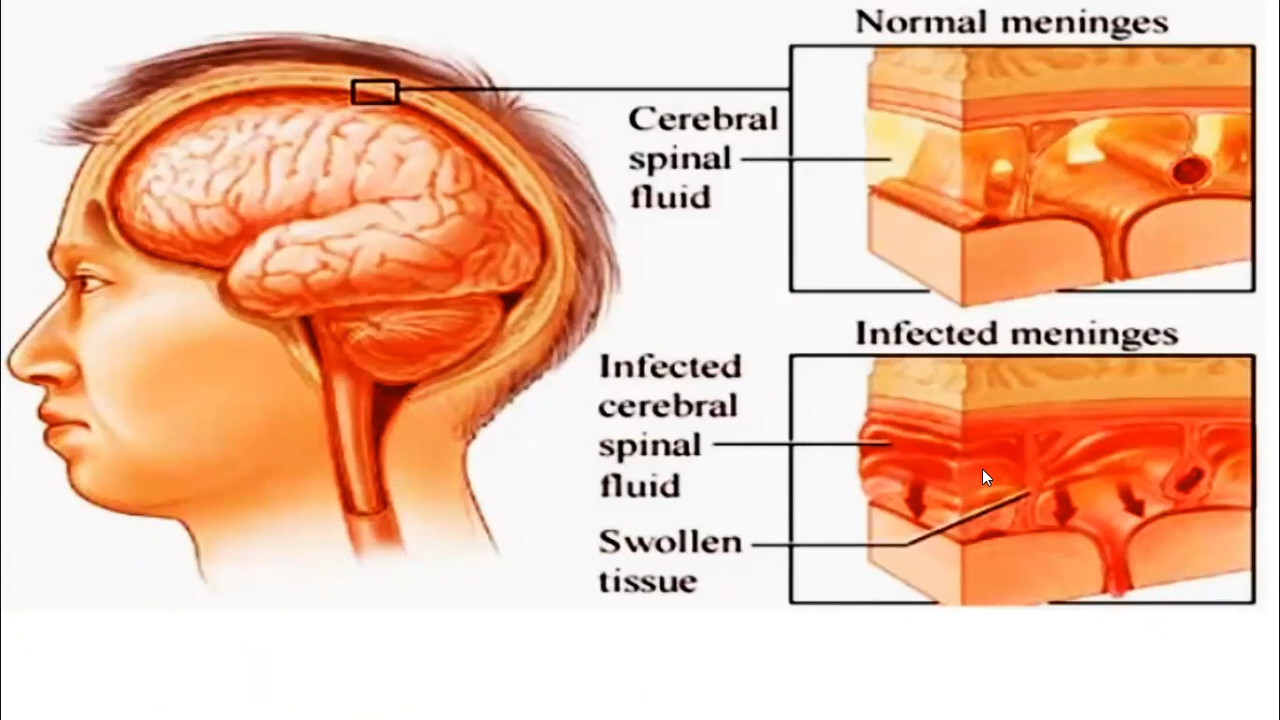 Normal meninges
Cerebral
spinal
fluid
Infected meninges
Infected
cerebral
spinal
fluid
Swollen
tissue